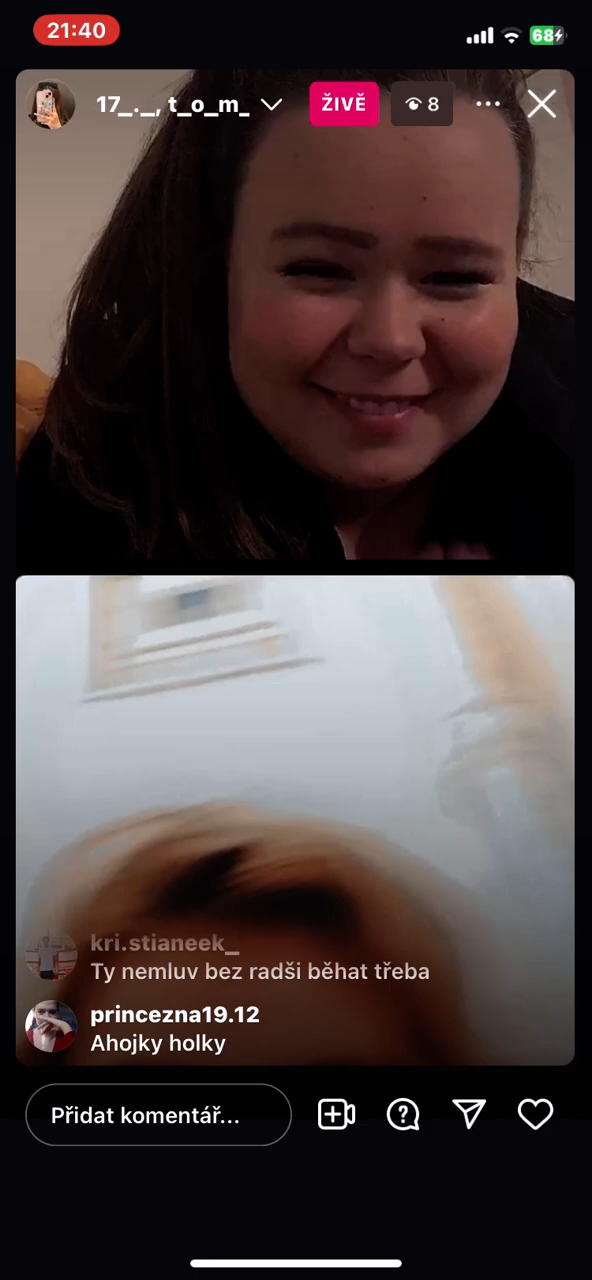 21:40
68
17_._, t_o_m_
ŽIVĚ
8
kri.stianeek_
Ty nemluv bez radši běhat třeba
princezna19.12
Ahojky holky
Přidat komentář...